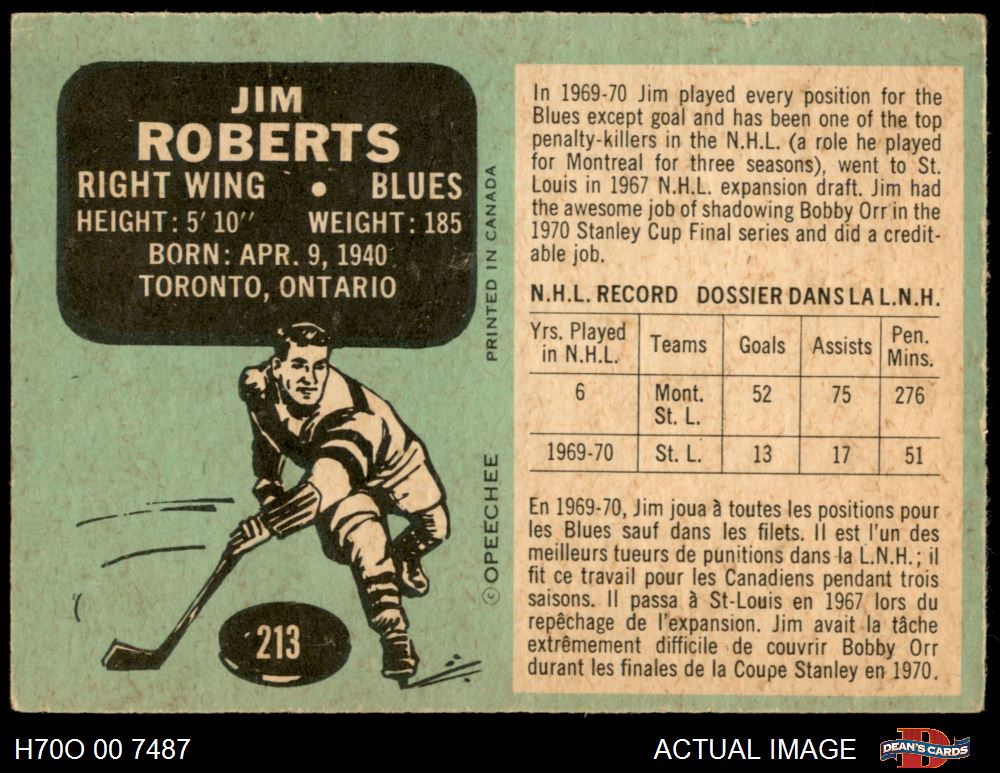 JIM
ROBERTS
RIGHT WING • BLUES
HEIGHT: 5' 10" WEIGHT: 185
BORN: APR. 9, 1940
TORONTO, ONTARIO
PRINTED IN CANADA
© OPEECHEE
213
In 1969-70 Jim played every position for the
Blues except goal and has been one of the top
penalty-killers in the N.H.L. (a role he played
for Montreal for three seasons), went to St.
Louis in 1967 N.H.L. expansion draft. Jim had
the awesome job of shadowing Bobby Orr in the
1970 Stanley Cup Final series and did a credit-
able job.
N.H.L. RECORD DOSSIER DANS LA L.N.H.
Yrs. Played
in N.H.L. Teams Goals Assists Pen.
Mins.
6 Mont. 52 75 276
St. L.
1969-70 St. L. 13 17 51
En 1969-70, Jim joua à toutes les positions pour
les Blues sauf dans les filets. Il est l'un des
meilleurs tueurs de punitions dans la L.N.H.; il
fit ce travail pour les Canadiens pendant trois
saisons. Il passa à St-Louis en 1967 lors du
repêchage de l'expansion. Jim avait la tâche
extrêmement difficile de couvrir Bobby Orr
durant les finales de la Coupe Stanley en 1970.
H70O 00 7487
ACTUAL IMAGE
D
DEAN'S CARDS